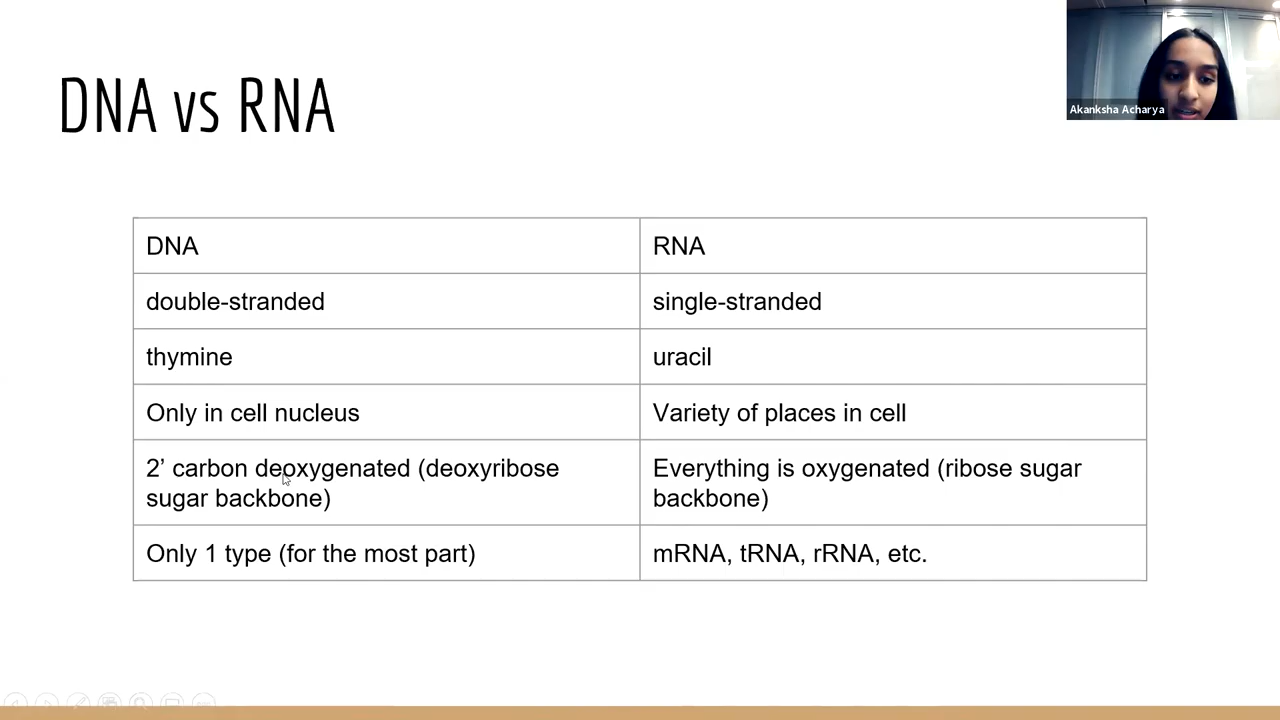 DNA vs RNA
Akanksha Acharya
DNA
RNA
double-stranded
single-stranded
thymine
uracil
Only in cell nucleus
Variety of places in cell
2’ carbon deoxygenated (deoxyribose
sugar backbone)
Everything is oxygenated (ribose sugar
backbone)
Only 1 type (for the most part)
mRNA, tRNA, rRNA, etc.